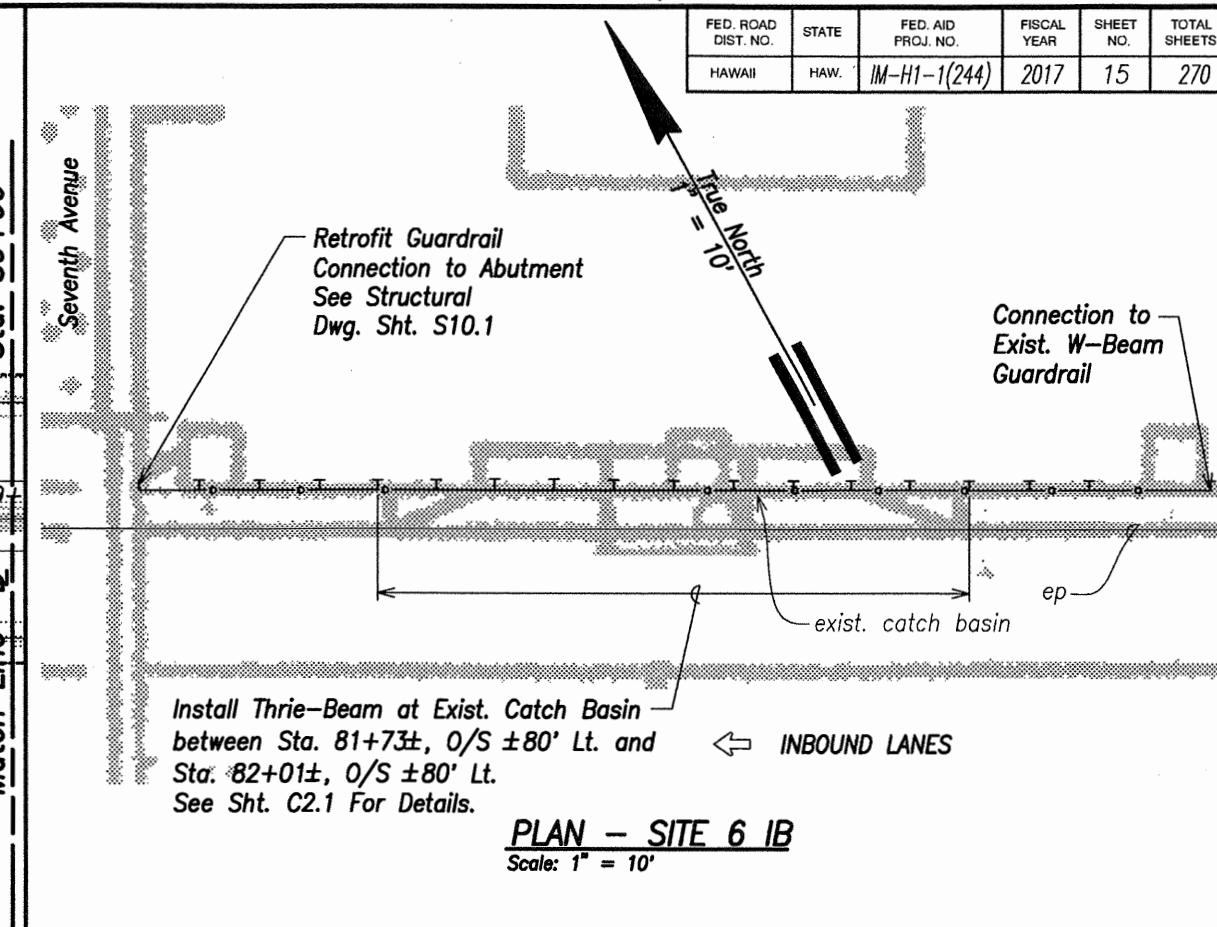 FED. ROAD DIST. NO. STATE FED. AID PROJ. NO. FISCAL YEAR SHEET NO. TOTAL SHEETS
HAWAII HAW. IM-H1-1(244) 2017 15 270
Seventh Avenue
True North
1" = 10'
Retrofit Guardrail
Connection to Abutment
See Structural
Dwg. Sht. S10.1
Connection to
Exist. W-Beam
Guardrail
ep
exist. catch basin
Install Thrie-Beam at Exist. Catch Basin
between Sta. 81+73±, O/S ±80' Lt. and
Sta. 82+01±, O/S ±80' Lt.
See Sht. C2.1 For Details.
INBOUND LANES
PLAN - SITE 6 IB
Scale: 1" = 10'